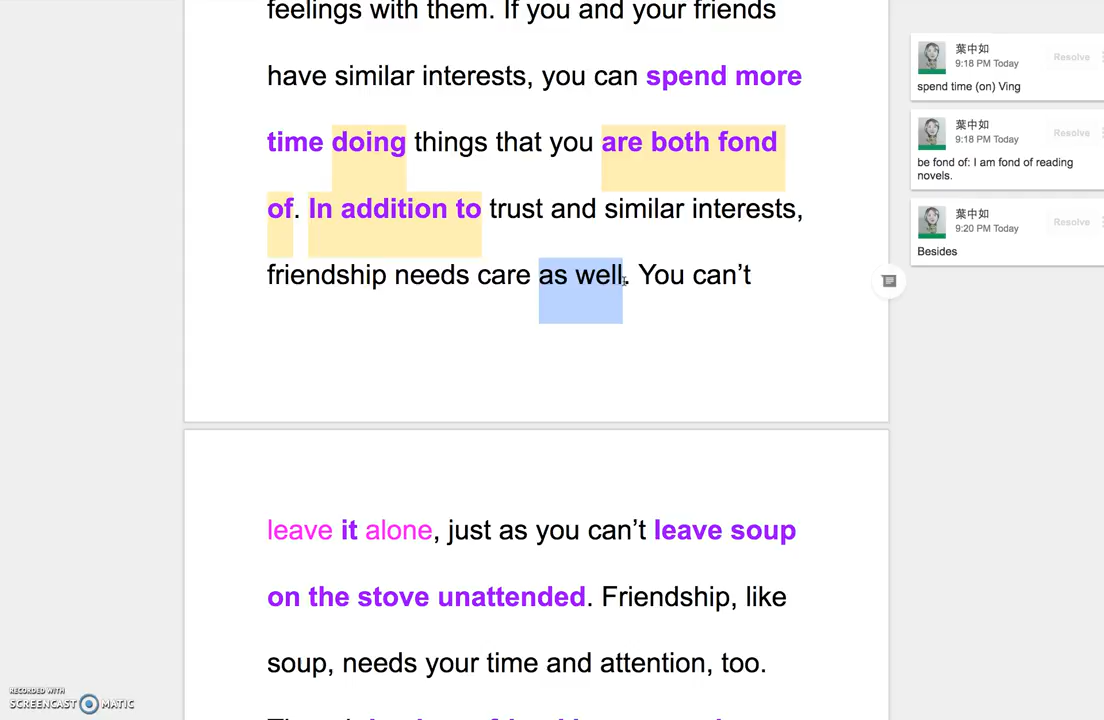 feelings with them. If you and your friends
have similar interests, you can spend more
time doing things that you are both fond
of. In addition to trust and similar interests,
friendship needs care as well. You can’t
leave it alone, just as you can’t leave soup
on the stove unattended. Friendship, like
soup, needs your time and attention, too.
葉中如
9:18 PM Today
Resolve
spend time (on) Ving
葉中如
9:18 PM Today
Resolve
be fond of: I am fond of reading
novels.
葉中如
9:20 PM Today
Resolve
Besides
RECORDED WITH
SCREENCAST MATIC